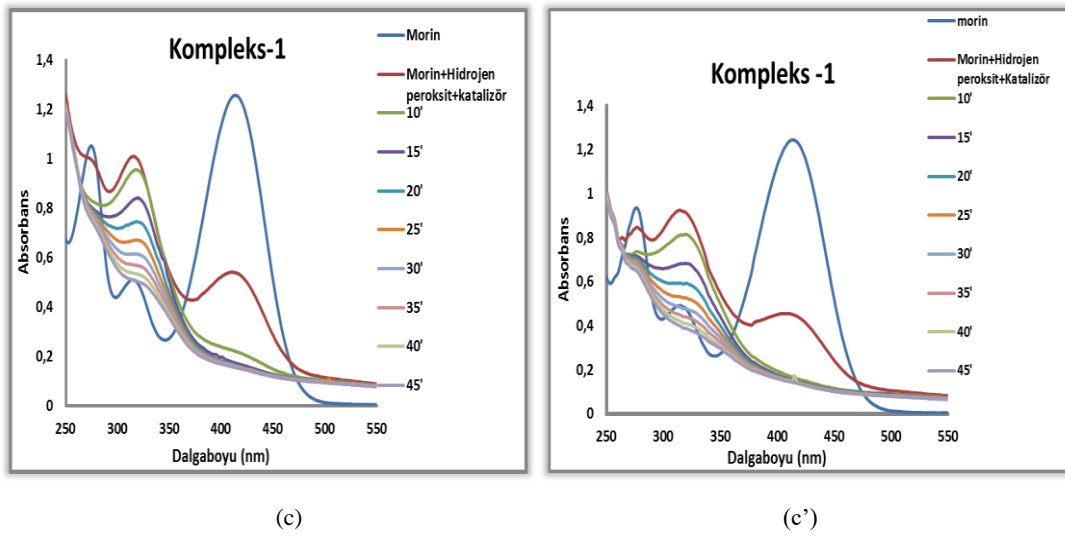 Kompleks-1
Absorbans
1,4
1,2
1
0,8
0,6
0,4
0,2
0
250 300 350 400 450 500 550
Dalgaboyu (nm)
Morin
Morin+Hidrojen
peroksit+katalizör
10'
15'
20'
25'
30'
35'
40'
45'
(c)
Kompleks -1
Absorbans
1,4
1,2
1
0,8
0,6
0,4
0,2
0
250 300 350 400 450 500 550
Dalgaboyu (nm)
morin
Morin+Hidrojen
peroksit+Katalizör
10'
15'
20'
25'
30'
35'
40'
45'
(c’)